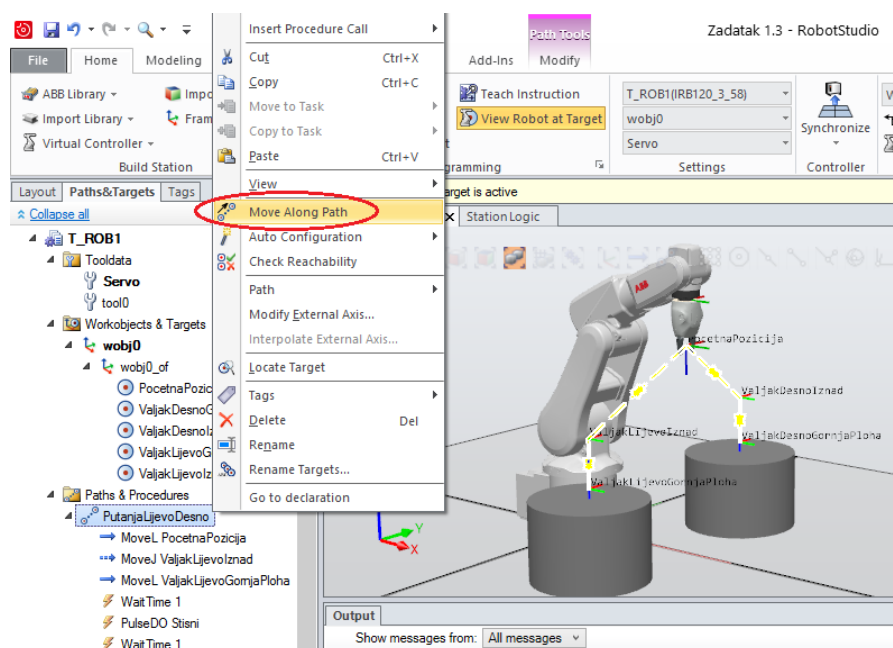 Insert Procedure Call
Path Tools
Zadatak 1.3 - RobotStudio
File Home Modeling
Cut Ctrl+X
Add-Ins Modify
ABB Library
Copy Ctrl+C
Teach Instruction
T_ROB1(IRB120_3_58)
Import Library
Move to Task
View Robot at Target
wobj0
Synchronize
Virtual Controller
Copy to Task
Servo
Build Station
Paste Ctrl+V
Settings
Controller
Layout Paths&Targets Tags
View
is active
Collapse all
Move Along Path
Station Logic
T_ROB1
Auto Configuration
Tooldata
Check Reachability
Servo
Path
ABB
tool0
Modify External Axis...
Workobjects & Targets
Interpolate External Axis...
PocetnaPozicija
wobj0
wobj0_of
Locate Target
Tags
ValjakDesnoIznad
Delete Del
ValjakLijevoIznad
ValjakDesnoGornjaPloha
Rename
Rename Targets...
ValjakLijevoGornjaPloha
Paths & Procedures
Go to declaration
PutanjaLijevoDesno
MoveL PocetnaPozicija
Y
MoveJ ValjakLijevoIznad
X
MoveL ValjakLijevoGornjaPloha
WaitTime 1
Output
PulseDO Stisni
Show messages from: All messages
WaitTime 1